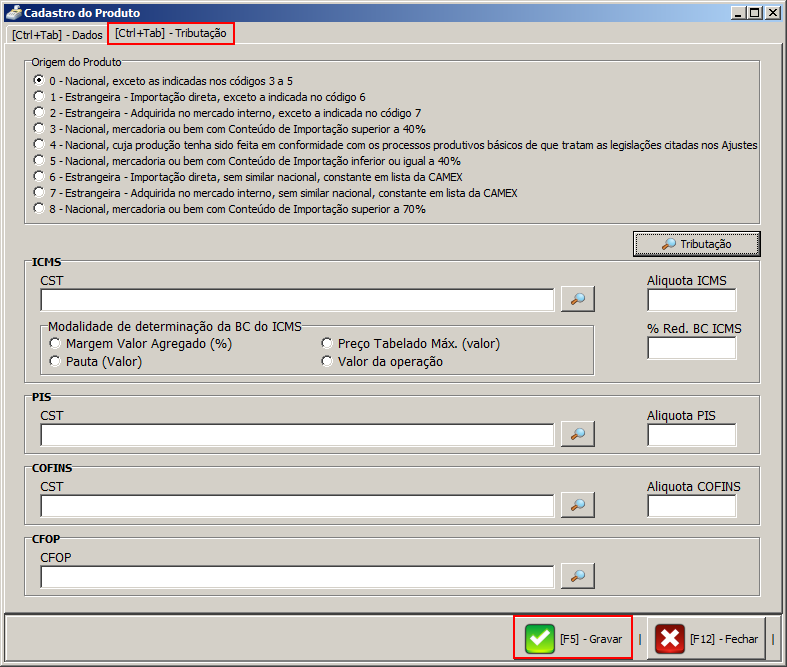 Cadastro do Produto
[Ctrl+Tab] - Dados [Ctrl+Tab] - Tributação
Origem do Produto
0 - Nacional, exceto as indicadas nos códigos 3 a 5
1 - Estrangeira - Importação direta, exceto a indicada no código 6
2 - Estrangeira - Adquirida no mercado interno, exceto a indicada no código 7
3 - Nacional, mercadoria ou bem com Conteúdo de Importação superior a 40%
4 - Nacional, cuja produção tenha sido feita em conformidade com os processos produtivos básicos de que tratam as legislações citadas nos Ajustes
5 - Nacional, mercadoria ou bem com Conteúdo de Importação inferior ou igual a 40%
6 - Estrangeira - Importação direta, sem similar nacional, constante em lista da CAMEX
7 - Estrangeira - Adquirida no mercado interno, sem similar nacional, constante em lista da CAMEX
8 - Nacional, mercadoria ou bem com Conteúdo de Importação superior a 70%
Tributação
ICMS
CST Aliquota ICMS
Modalidade de determinação da BC do ICMS % Red. BC ICMS
Margem Valor Agregado (%) Preço Tabelado Máx. (valor)
Pauta (Valor) Valor da operação
PIS
CST Aliquota PIS
COFINS
CST Aliquota COFINS
CFOP
CFOP
[F5] - Gravar | [F12] - Fechar |